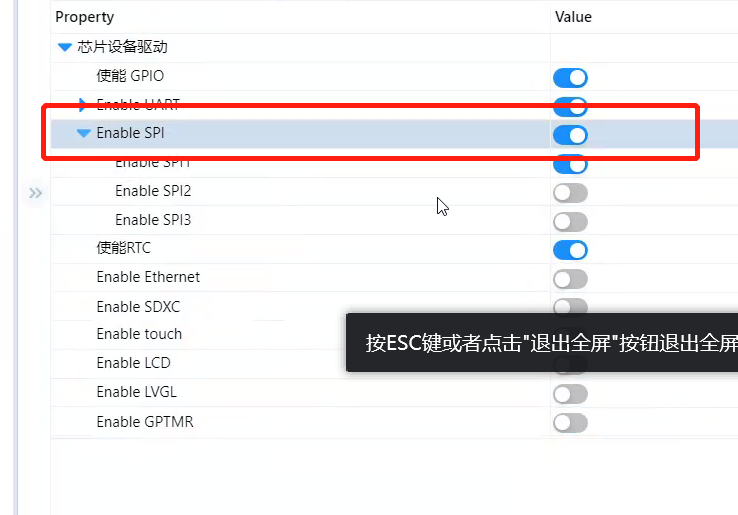 Property Value
芯片设备驱动
使能 GPIO
Enable UART
Enable SPI
Enable SPI1
Enable SPI2
Enable SPI3
使能RTC
Enable Ethernet
Enable SDXC
Enable touch
按ESC键或者点击"退出全屏"按钮退出全屏
Enable LCD
Enable LVGL
Enable GPTMR